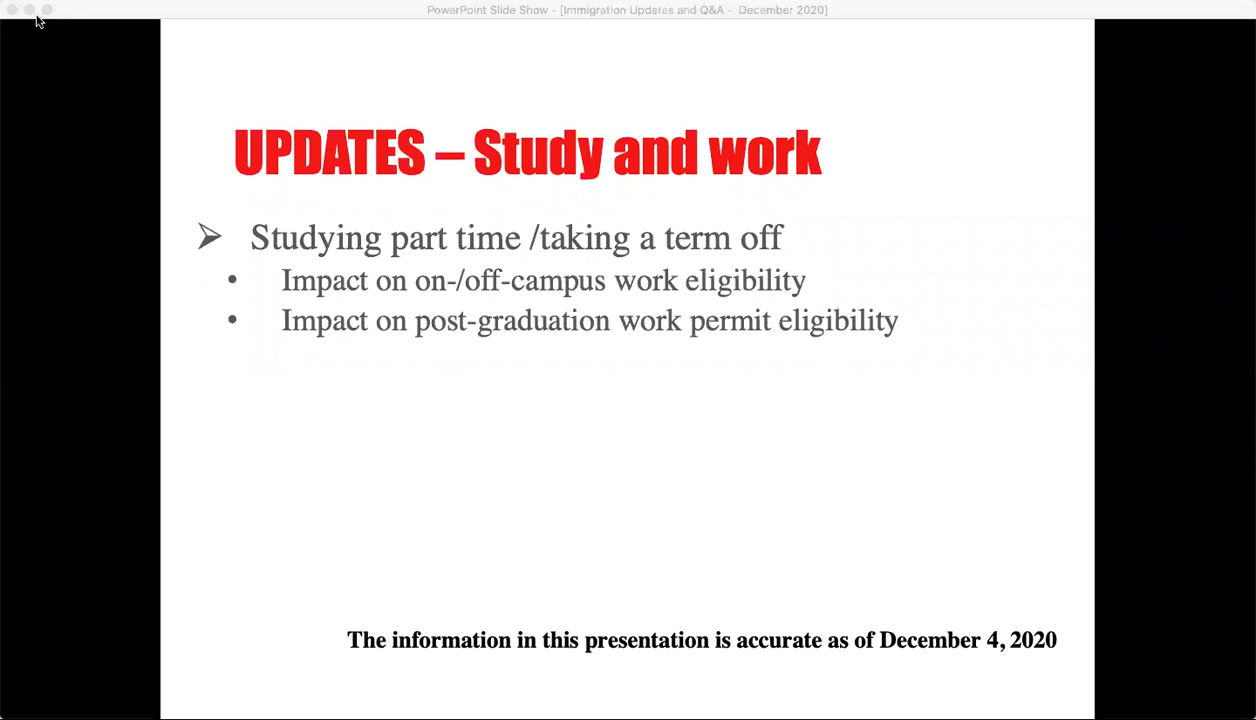 PowerPoint Slide Show - [Immigration Updates and Q&A - December 2020]
UPDATES – Study and work
➢ Studying part time /taking a term off
• Impact on on-/off-campus work eligibility
• Impact on post-graduation work permit eligibility
The information in this presentation is accurate as of December 4, 2020